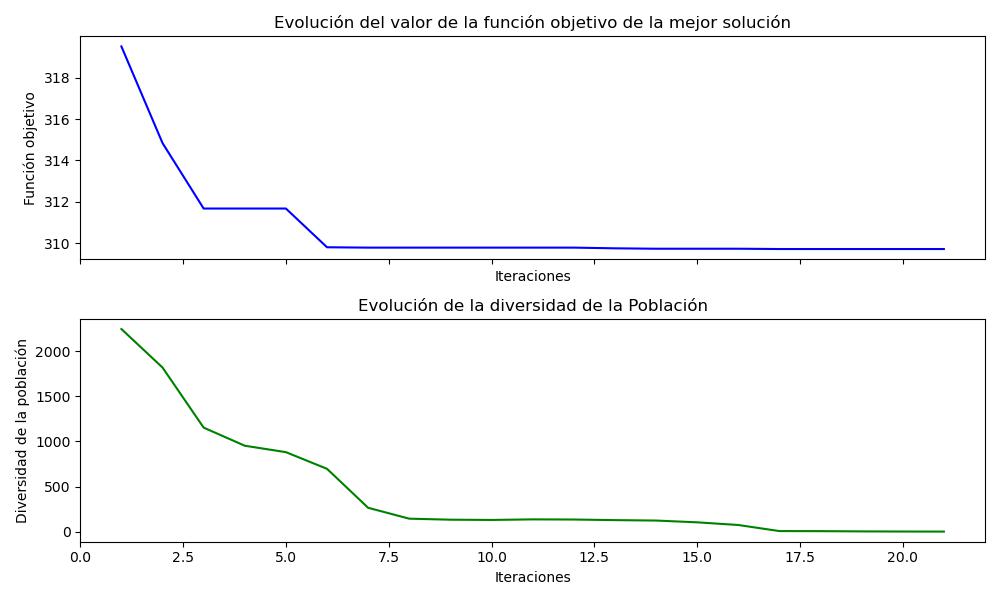 Evolución del valor de la función objetivo de la mejor solución
Función objetivo
318
316
314
312
310
Iteraciones
Evolución de la diversidad de la Población
Diversidad de la población
2000
1500
1000
500
0
0.0 2.5 5.0 7.5 10.0 12.5 15.0 17.5 20.0
Iteraciones